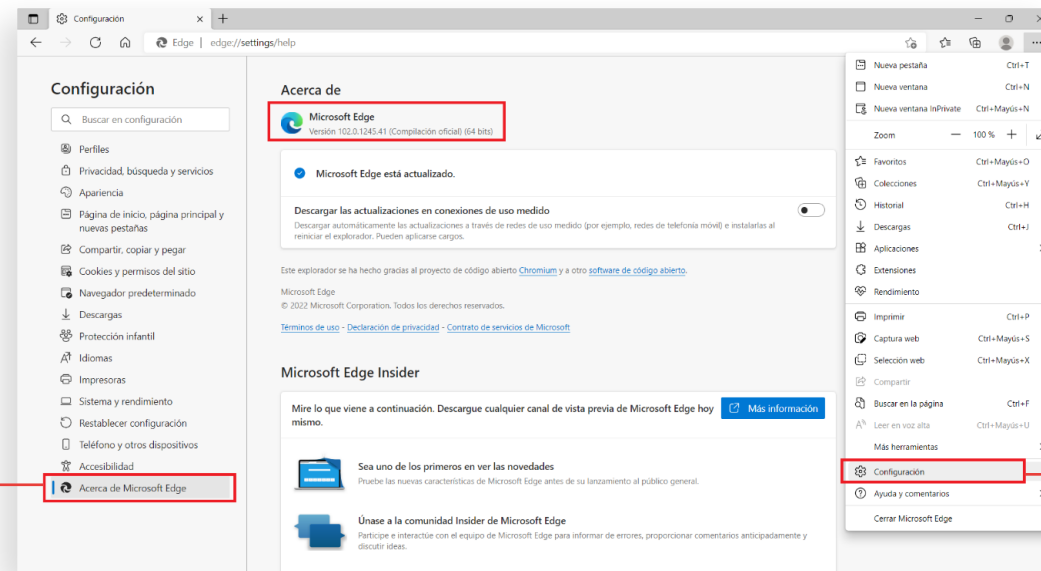 Configuración
Edge | edge://settings/help
Configuración
Buscar en configuración
Perfiles
Privacidad, búsqueda y servicios
Apariencia
Página de inicio, página principal y
nuevas pestañas
Compartir, copiar y pegar
Cookies y permisos del sitio
Navegador predeterminado
Descargas
Protección infantil
Idiomas
Impresoras
Sistema y rendimiento
Restablecer configuración
Teléfono y otros dispositivos
Accesibilidad
Acerca de Microsoft Edge
Acerca de
Microsoft Edge
Versión 102.0.1245.41 (Compilación oficial) (64 bits)
Microsoft Edge está actualizado.
Descargar las actualizaciones en conexiones de uso medido
Descargar automáticamente las actualizaciones a través de redes de uso medido (por ejemplo, redes de telefonía móvil) e instalarlas al
reiniciar el explorador. Pueden aplicarse cargos.
Este explorador se ha hecho gracias al proyecto de código abierto Chromium y a otro software de código abierto.
Microsoft Edge
© 2022 Microsoft Corporation. Todos los derechos reservados.
Términos de uso - Declaración de privacidad - Contrato de servicios de Microsoft
Microsoft Edge Insider
Mire lo que viene a continuación. Descargue cualquier canal de vista previa de Microsoft Edge hoy
mismo.
Más información
Sea uno de los primeros en ver las novedades
Pruebe las nuevas características de Microsoft Edge antes de su lanzamiento al público general.
Únase a la comunidad Insider de Microsoft Edge
Participe e interactúe con el equipo de Microsoft Edge para informar de errores, proporcionar comentarios anticipadamente y
discutir ideas.
Nueva pestaña Ctrl+T
Nueva ventana Ctrl+N
Nueva ventana InPrivate Ctrl+Mayús+N
Zoom — 100 % +
Favoritos Ctrl+Mayús+O
Colecciones Ctrl+Mayús+Y
Historial Ctrl+H
Descargas Ctrl+J
Aplicaciones
Extensiones
Rendimiento
Imprimir Ctrl+P
Captura web Ctrl+Mayús+S
Selección web Ctrl+Mayús+X
Compartir
Buscar en la página Ctrl+F
Leer en voz alta Ctrl+Mayús+U
Más herramientas
Configuración
Ayuda y comentarios
Cerrar Microsoft Edge